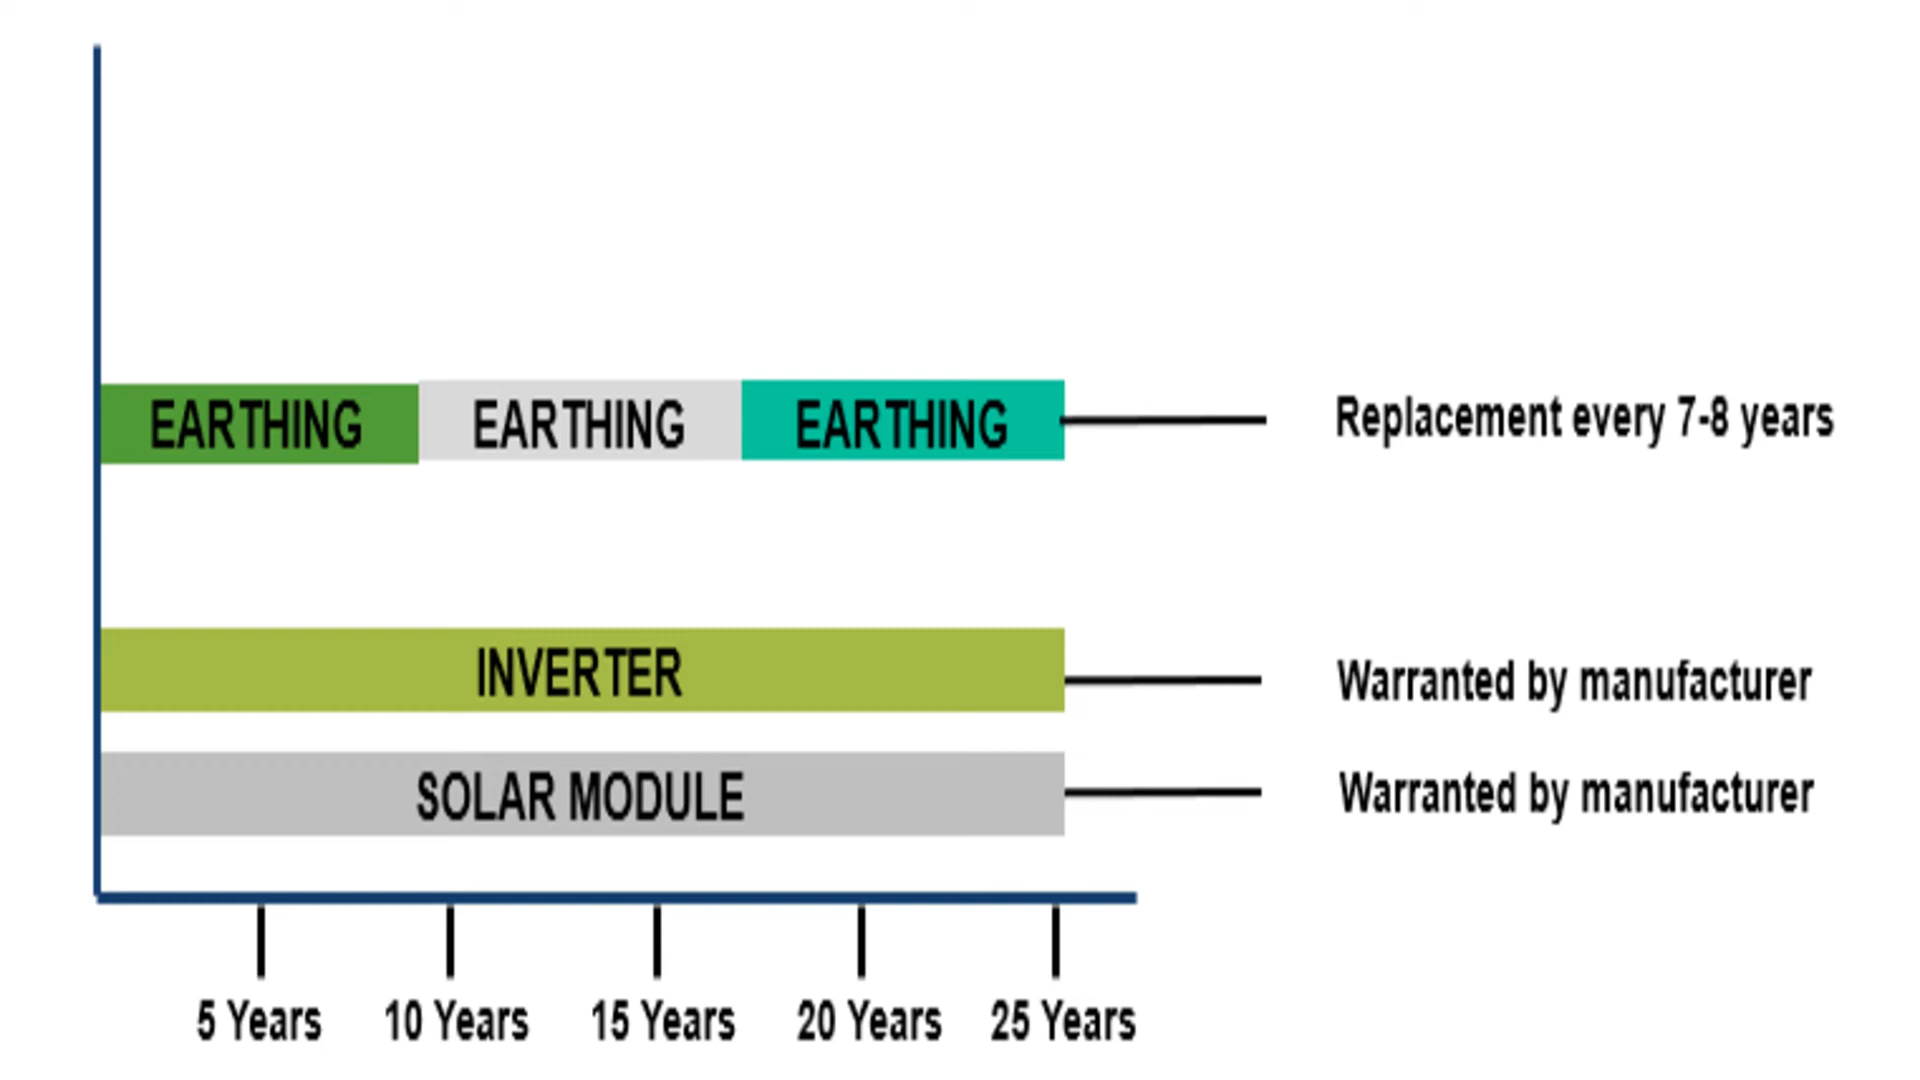 EARTHING EARTHING EARTHING Replacement every 7-8 years
INVERTER Warranted by manufacturer
SOLAR MODULE Warranted by manufacturer
5 Years 10 Years 15 Years 20 Years 25 Years